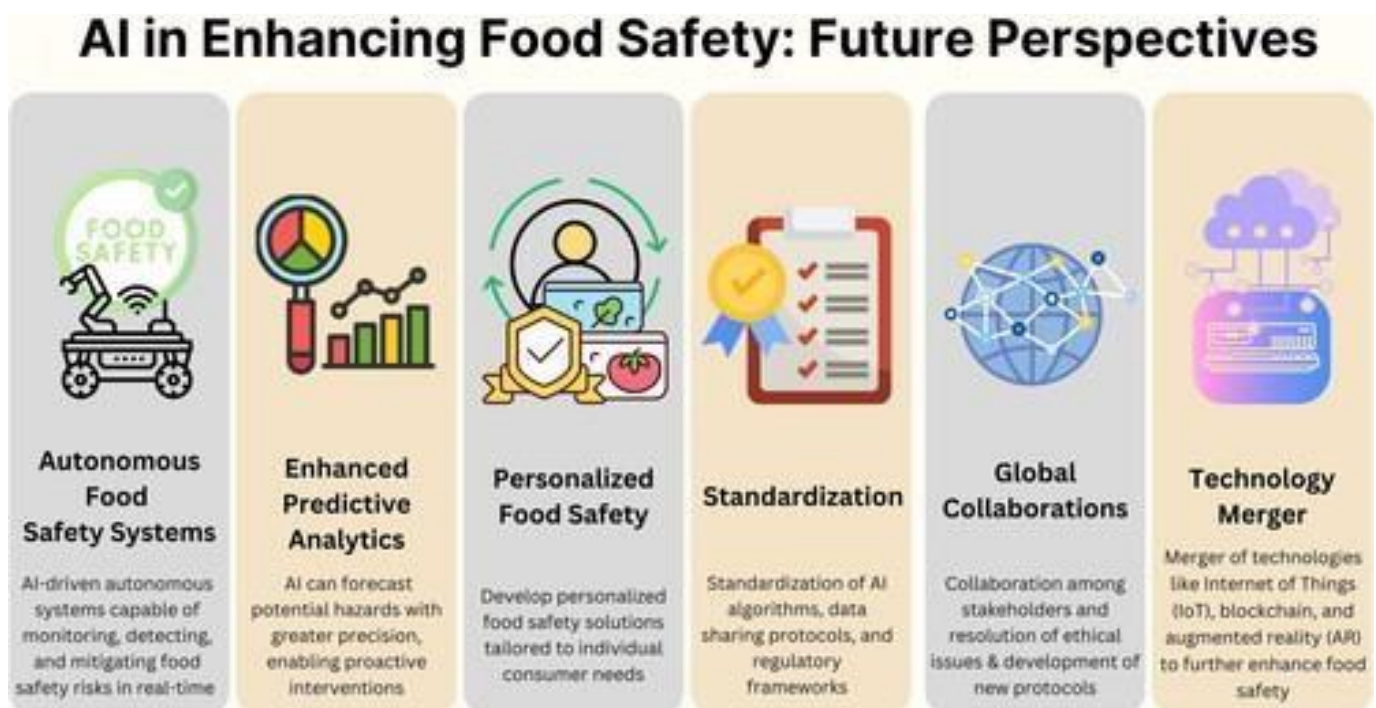 AI in Enhancing Food Safety: Future Perspectives
FOOD
SAFETY
Autonomous
Food
Safety Systems
AI-driven autonomous
systems capable of
monitoring, detecting,
and mitigating food
safety risks in real-time
Enhanced
Predictive
Analytics
AI can forecast
potential hazards with
greater precision,
enabling proactive
interventions
Personalized
Food Safety
Develop personalized
food safety solutions
tailored to individual
consumer needs
Standardization
Standardization of AI
algorithms, data
sharing protocols, and
regulatory
frameworks
Global
Collaborations
Collaboration among
stakeholders and
resolution of ethical
issues & development of
new protocols
Technology
Merger
Merger of technologies
like Internet of Things
(IoT), blockchain, and
augmented reality (AR)
to further enhance food
safety